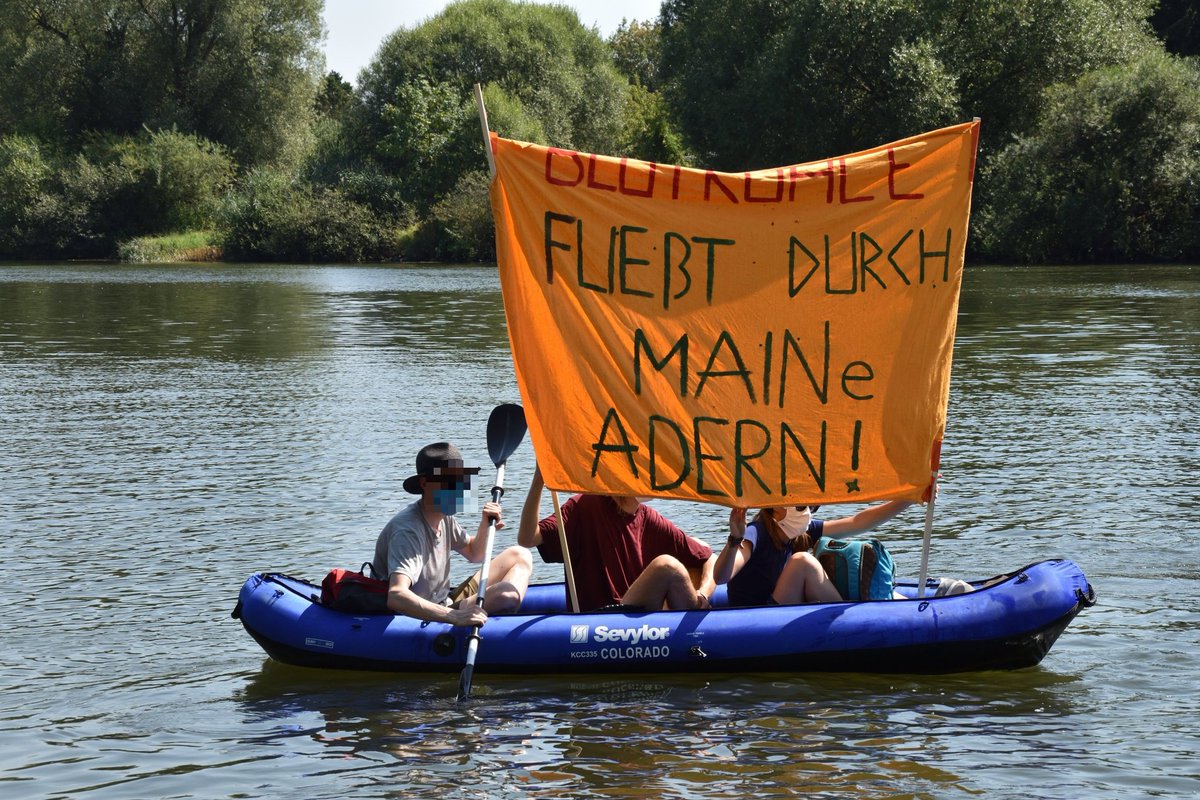 BLUTKOHLE
FLIEßT DURCH
MAINe
ADERN!
Sevylor
KCC335 COLORADO